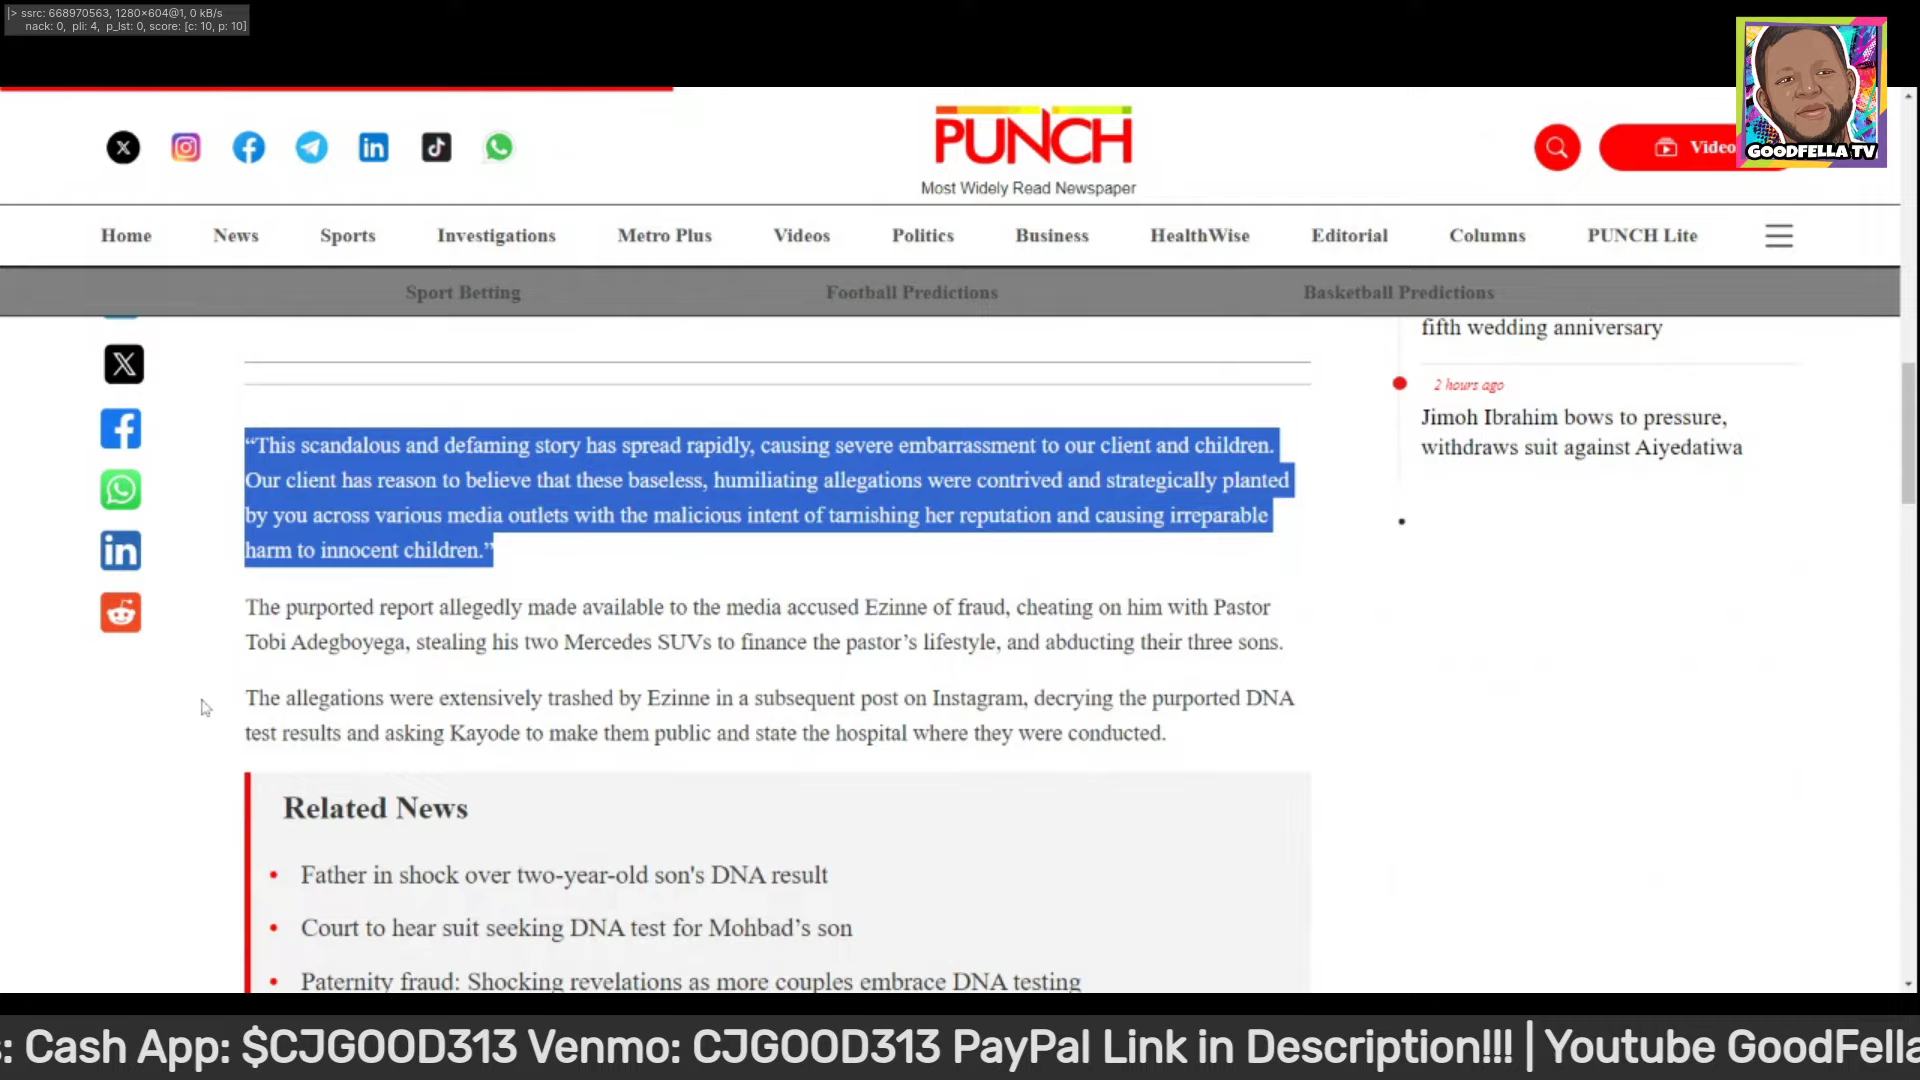 |> ssrc: 668970563, 1280×604@1, 0 kB/s
nack: 0, pli: 4, p_lst: 0, score: [c: 10, p: 10]
GOODFELLA TV
PUNCH
Most Widely Read Newspaper
Video
Home News Sports Investigations Metro Plus Videos Politics Business HealthWise Editorial Columns PUNCH Lite
Sport Betting Football Predictions Basketball Predictions
“This scandalous and defaming story has spread rapidly, causing severe embarrassment to our client and children.
Our client has reason to believe that these baseless, humiliating allegations were contrived and strategically planted
by you across various media outlets with the malicious intent of tarnishing her reputation and causing irreparable
harm to innocent children.”
The purported report allegedly made available to the media accused Ezinne of fraud, cheating on him with Pastor
Tobi Adegboyega, stealing his two Mercedes SUVs to finance the pastor’s lifestyle, and abducting their three sons.
The allegations were extensively trashed by Ezinne in a subsequent post on Instagram, decrying the purported DNA
test results and asking Kayode to make them public and state the hospital where they were conducted.
Related News
• Father in shock over two-year-old son's DNA result
• Court to hear suit seeking DNA test for Mohbad’s son
• Paternity fraud: Shocking revelations as more couples embrace DNA testing
fifth wedding anniversary
2 hours ago
Jimoh Ibrahim bows to pressure,
withdraws suit against Aiyedatiwa
: Cash App: $CJGOOD313 Venmo: CJGOOD313 PayPal Link in Description!!! | Youtube GoodFella